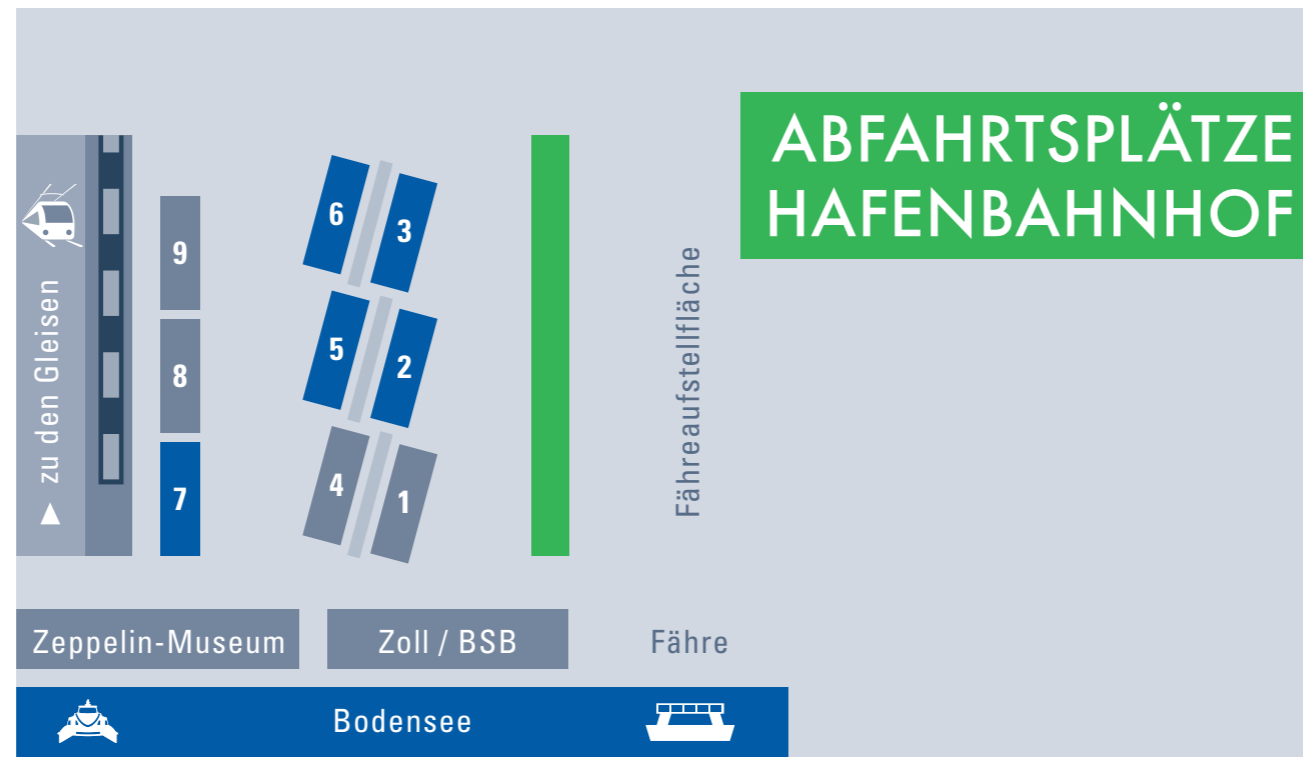 ABFAHRTSPLÄTZE
HAFENBAHNHOF
▶ zu den Gleisen
9
8
7
6
3
5
2
4
1
Fähreaufstellfläche
Zeppelin-Museum
Zoll / BSB
Fähre
Bodensee